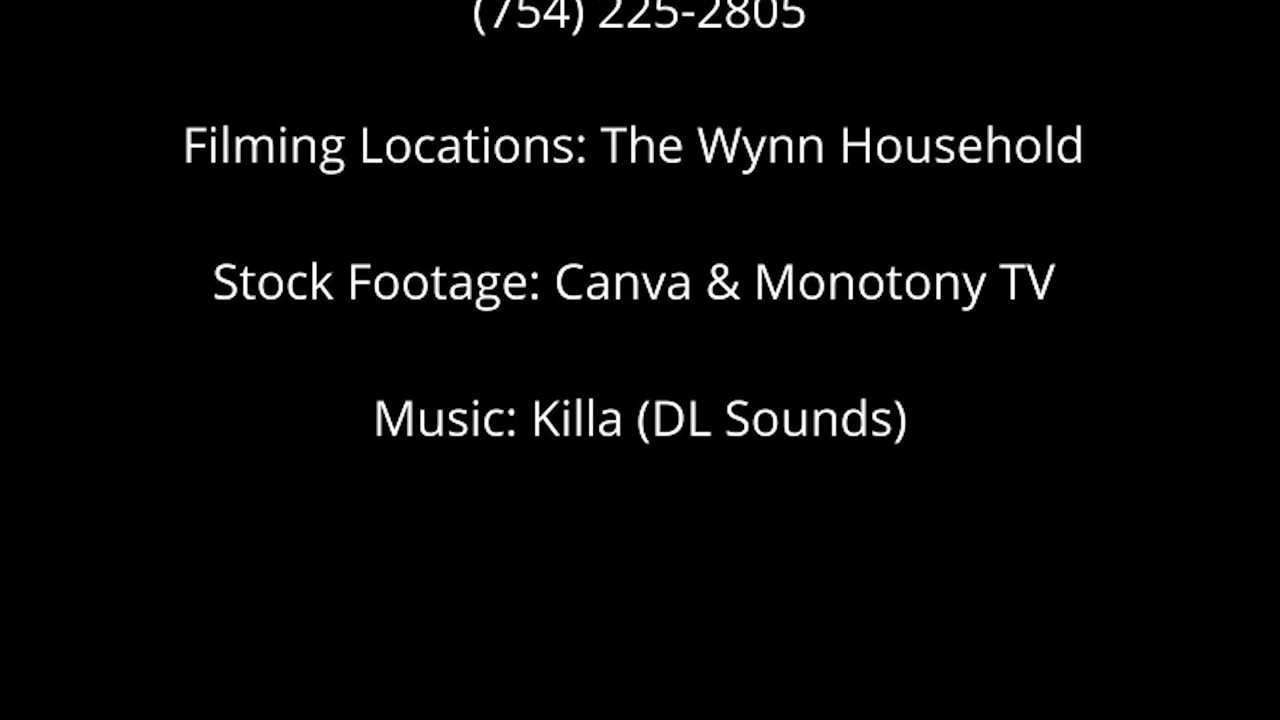 (754) 225-2805
Filming Locations: The Wynn Household
Stock Footage: Canva & Monotony TV
Music: Killa (DL Sounds)